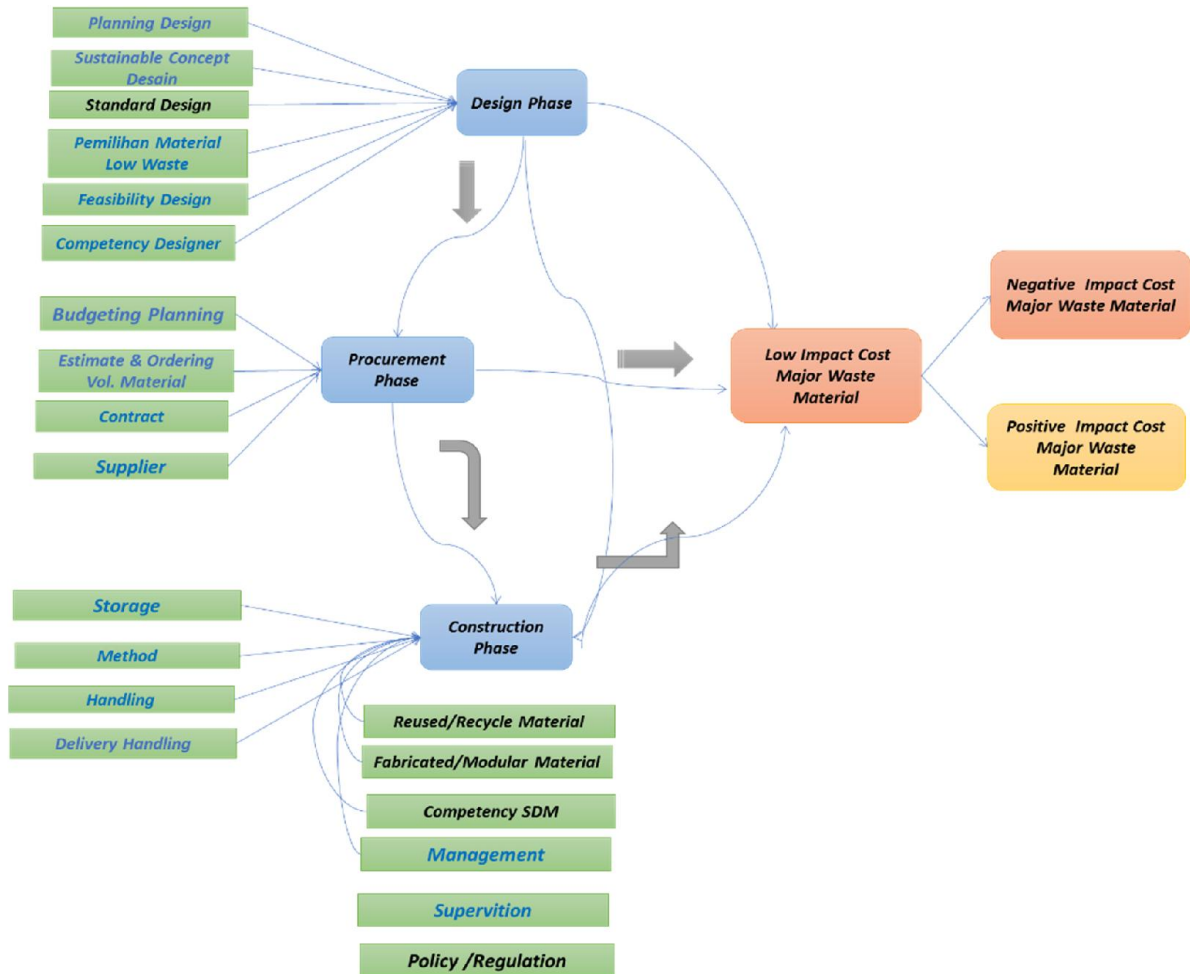 Planning Design
Sustainable Concept
Desain
Standard Design
Pemilihan Material
Low Waste
Feasibility Design
Competency Designer
Design Phase
Budgeting Planning
Estimate & Ordering
Vol. Material
Contract
Supplier
Procurement
Phase
Low Impact Cost
Major Waste
Material
Negative Impact Cost
Major Waste Material
Positive Impact Cost
Major Waste
Material
Storage
Method
Handling
Delivery Handling
Construction
Phase
Reused/Recycle Material
Fabricated/Modular Material
Competency SDM
Management
Supervition
Policy /Regulation